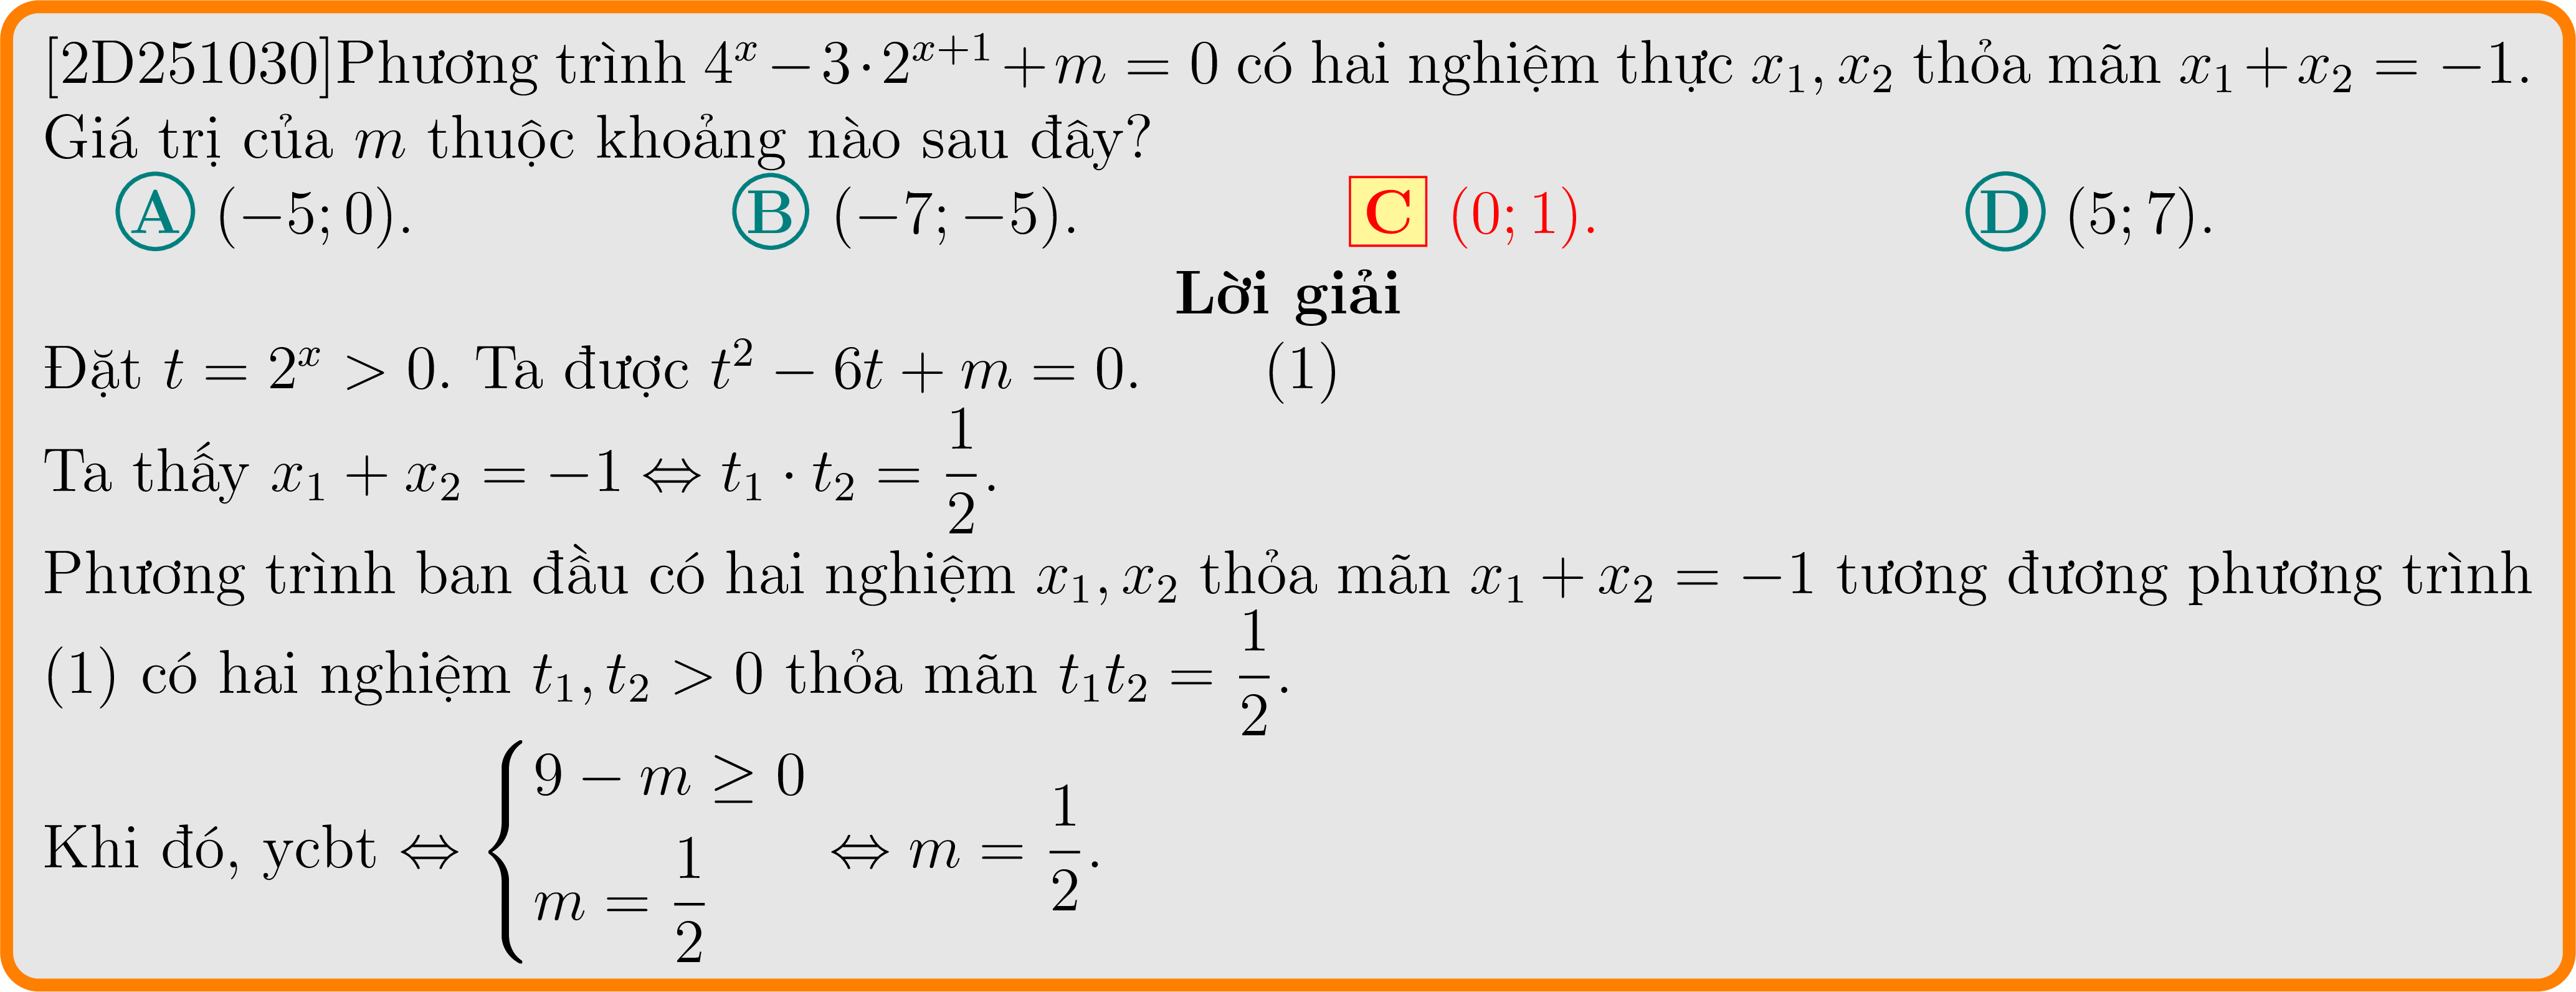 [2D251030]Phương trình $4^x - 3 \cdot 2^{x+1} + m = 0$ có hai nghiệm thực $x_1, x_2$ thỏa mãn $x_1 + x_2 = -1$.
Giá trị của $m$ thuộc khoảng nào sau đây?
A $(-5; 0)$. B $(-7; -5)$. C $(0; 1)$. D $(5; 7)$.
Lời giải
Đặt $t = 2^x > 0$. Ta được $t^2 - 6t + m = 0$. (1)
Ta thấy $x_1 + x_2 = -1 \Leftrightarrow t_1 \cdot t_2 = \dfrac{1}{2}$.
Phương trình ban đầu có hai nghiệm $x_1, x_2$ thỏa mãn $x_1 + x_2 = -1$ tương đương phương trình
(1) có hai nghiệm $t_1, t_2 > 0$ thỏa mãn $t_1 t_2 = \dfrac{1}{2}$.
Khi đó, ycbt $\Leftrightarrow \begin{cases} 9 - m \geq 0 \\ m = \dfrac{1}{2} \end{cases} \Leftrightarrow m = \dfrac{1}{2}$.